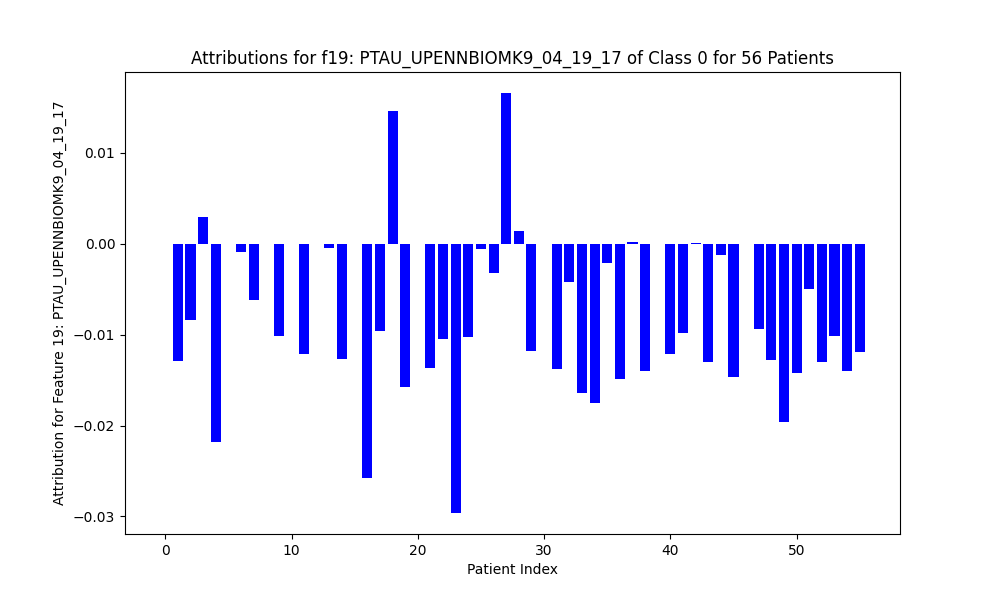 Attributions for f19: PTAU_UPENNBIOMK9_04_19_17 of Class 0 for 56 Patients
Attribution for Feature 19: PTAU_UPENNBIOMK9_04_19_17
0.01
0.00
−0.01
−0.02
−0.03
0 10 20 30 40 50
Patient Index